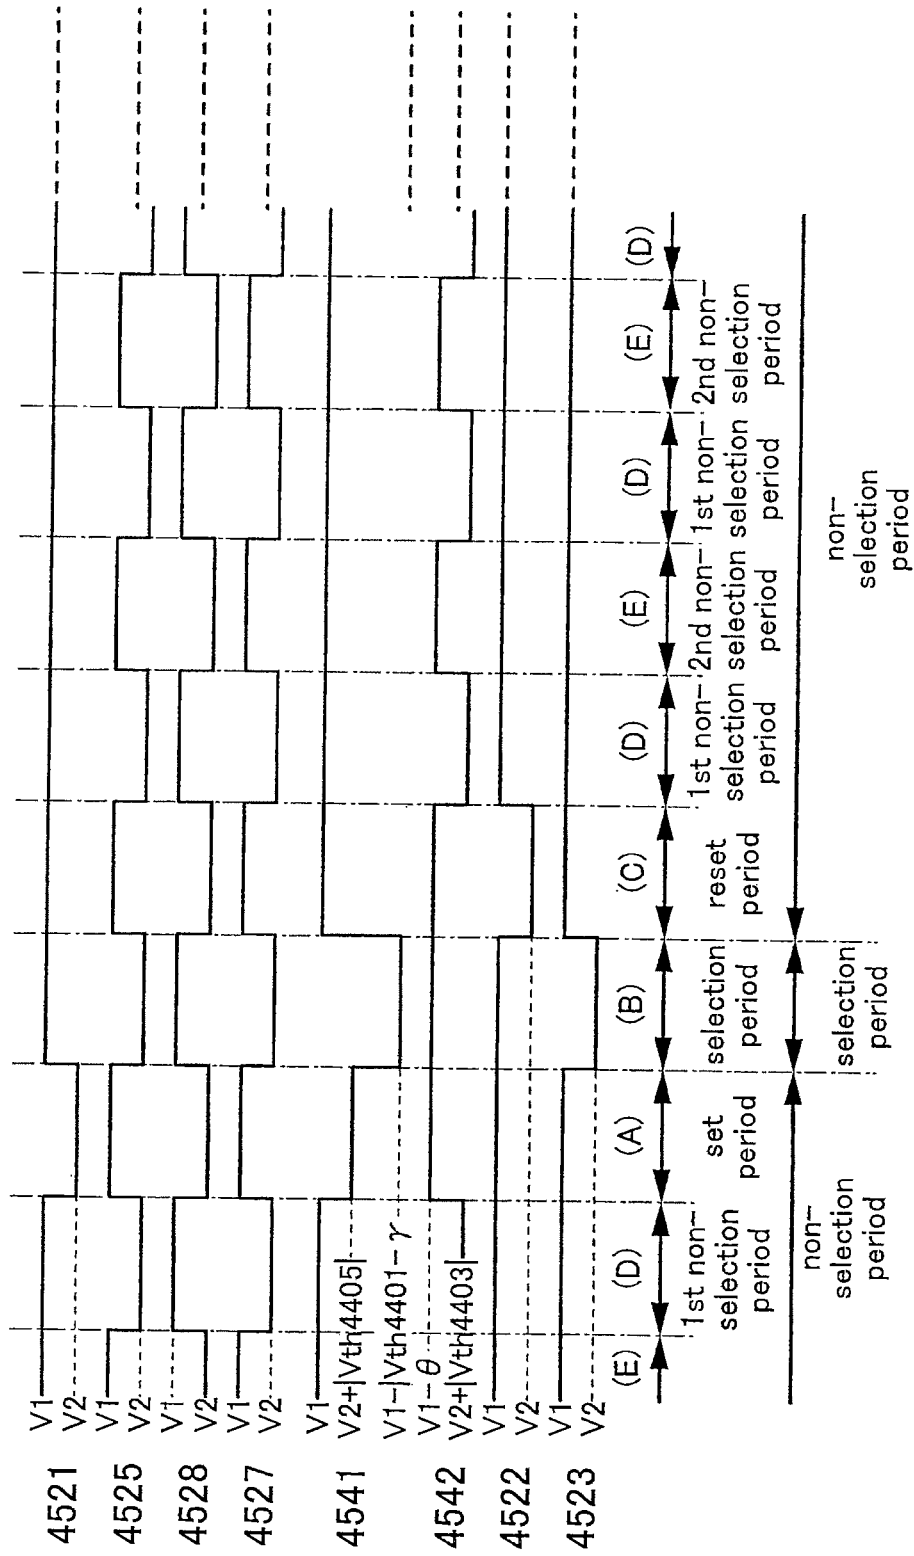 4521
V1
V2
4525
V1
V2
4528
V1
V2
4527
V1
V2
4541
V1
V2+|Vth4405|
V1-|Vth4401-γ
4542
V1-θ
V2+|Vth4403|
4522
V1
V2
4523
V1
V2
(E)
(D)
(A)
(B)
(C)
(D)
(E)
(D)
(E)
(D)
1st non-
selection
period
set
period
selection
period
reset
period
1st non-
selection
period
2nd non-
selection
period
1st non-
selection
period
2nd non-
selection
period
non-
selection
period
selection
period
non-
selection
period